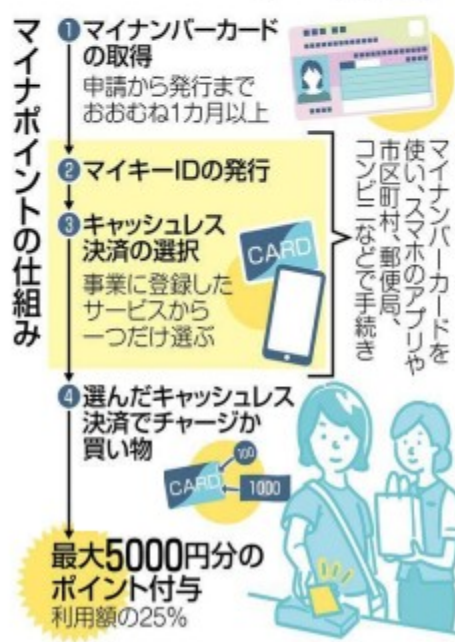 マイナポイントの仕組み
1 マイナンバーカード
の取得
申請から発行まで
おおむね1カ月以上
2 マイキーIDの発行
3 キャッシュレス
決済の選択
事業に登録した
サービスから
一つだけ選ぶ
CARD
マイナンバーカードを
使い、スマホのアプリや
市区町村、郵便局、
コンビニなどで手続き
4 選んだキャッシュレス
決済でチャージか
買い物
CARD
100
1000
最大5000円分の
ポイント付与
利用額の25%